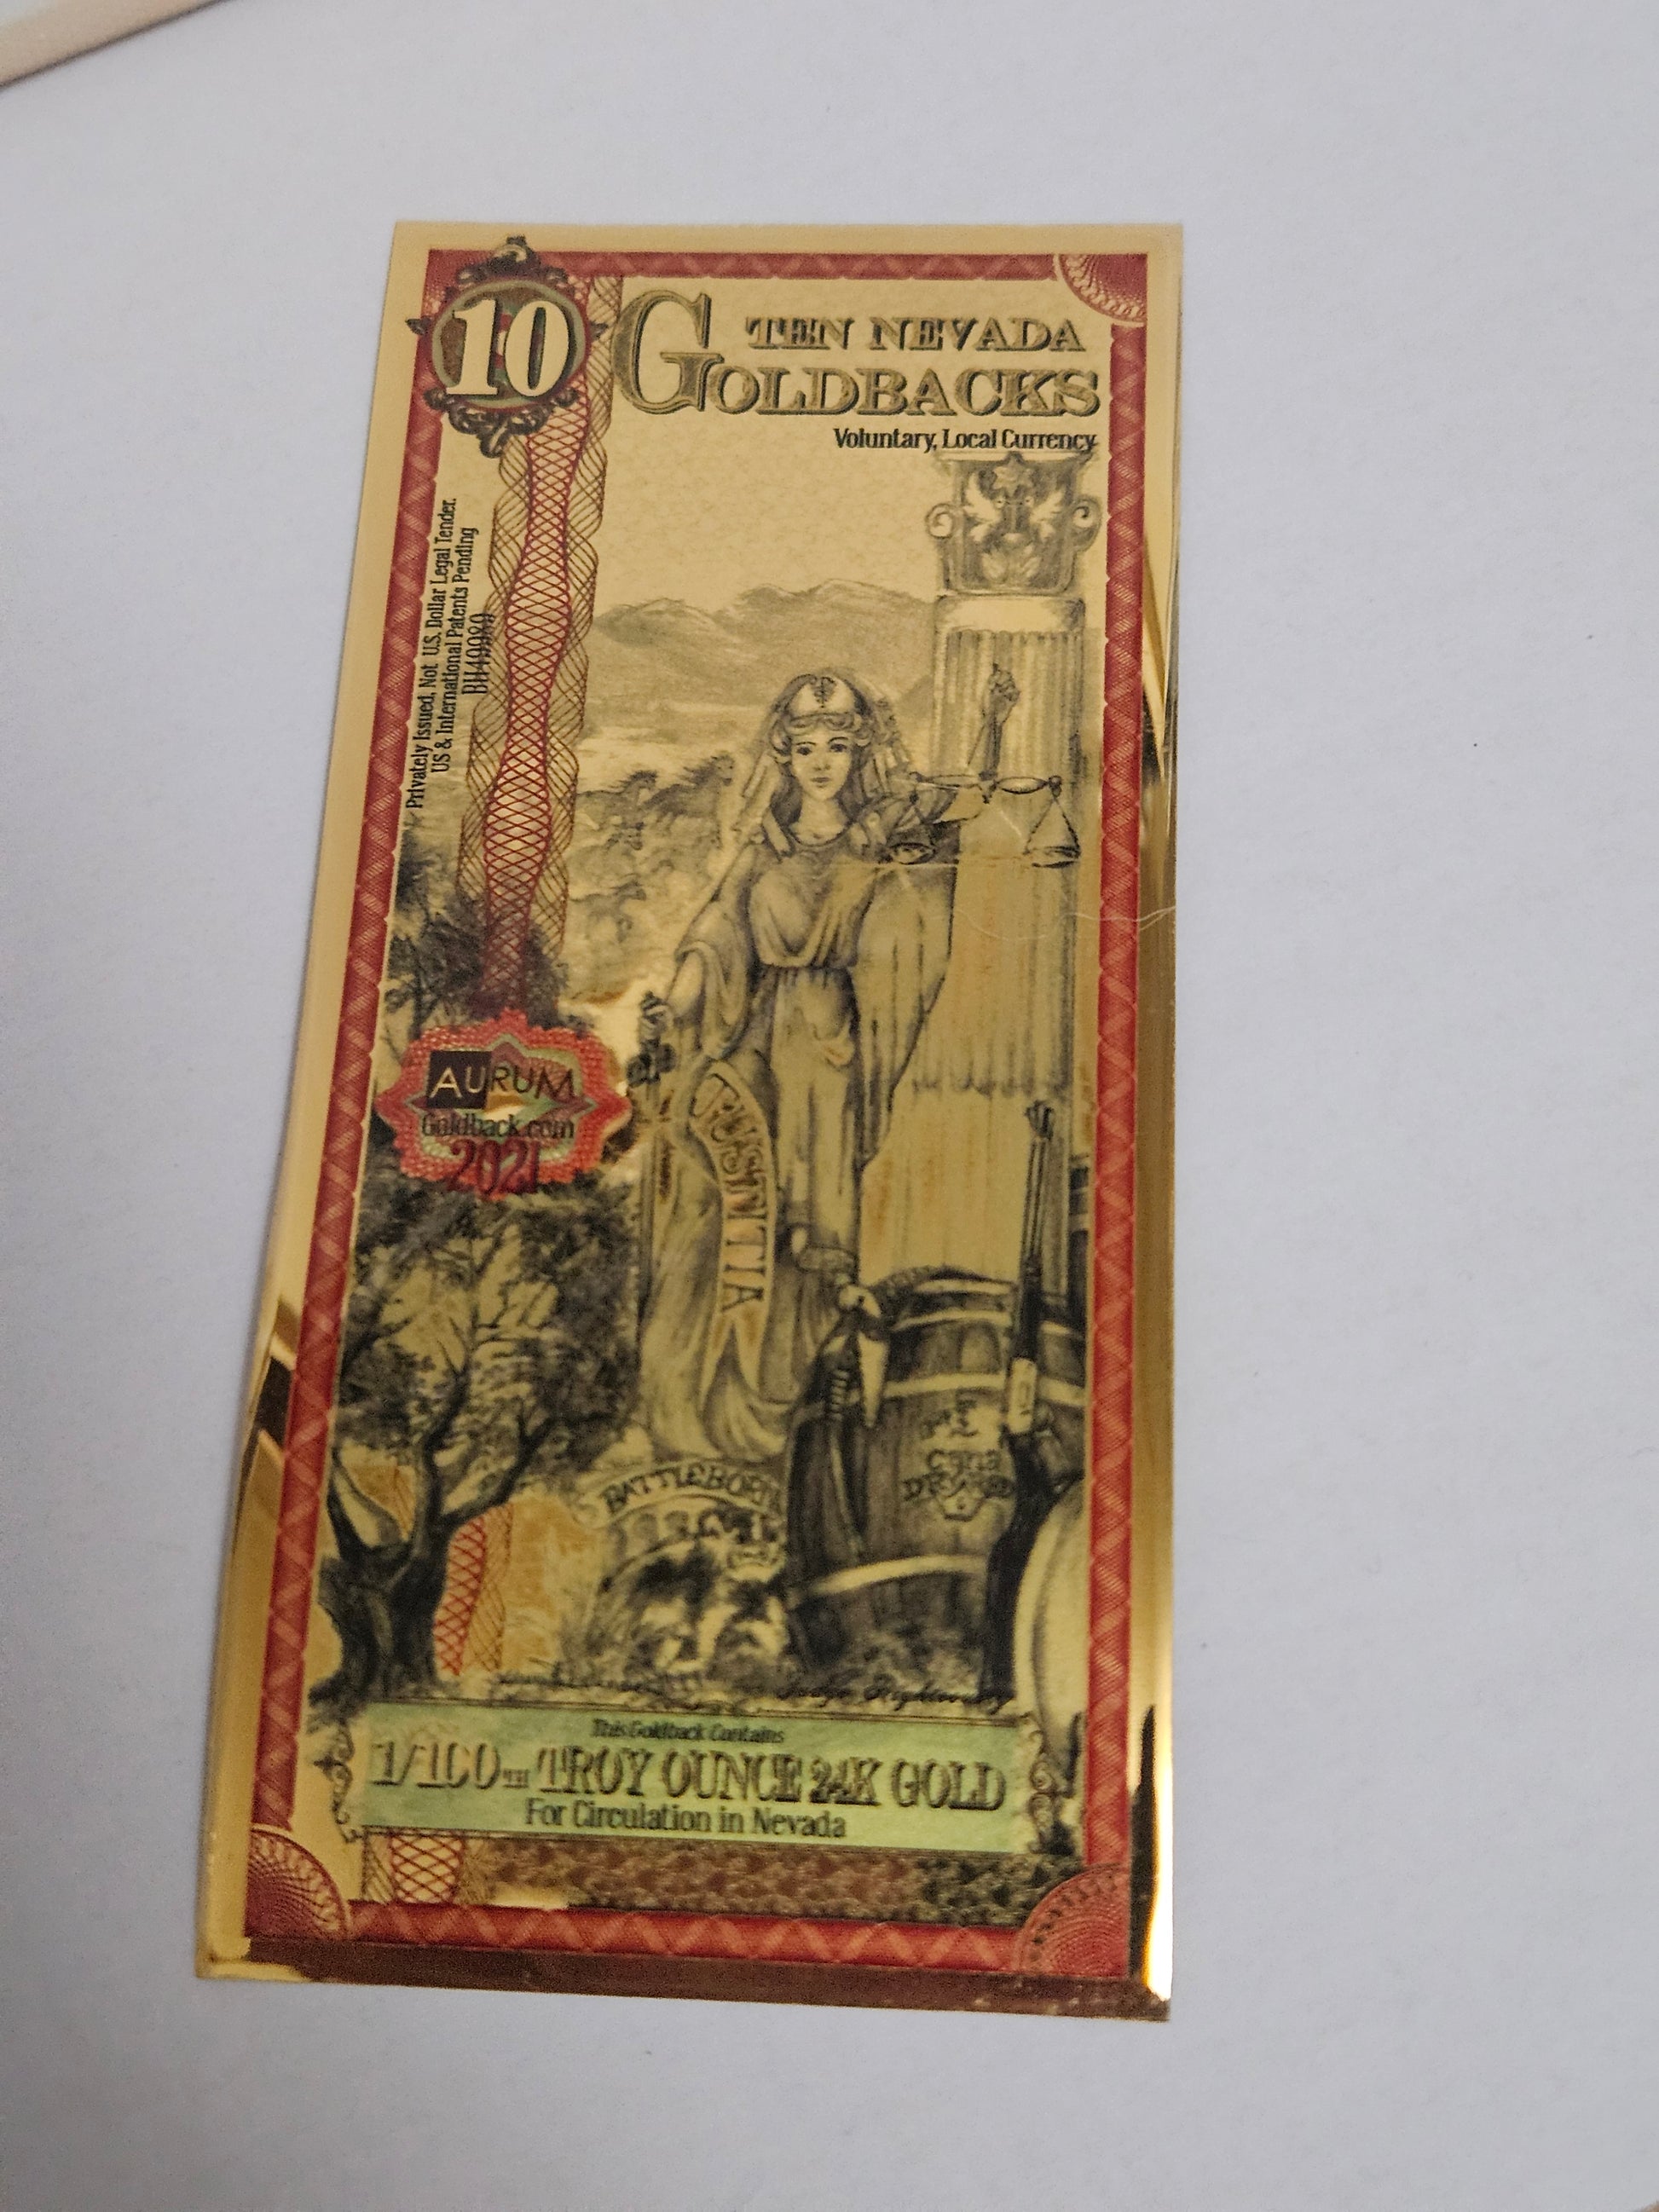 10
TEN NEVADA
GOLDBACKS
Voluntary, Local Currency
Privately Issued. Not U.S. Dollar Legal Tender.
US & International Patents Pending
AURUM
Goldback.com
2021
JUSTITIA
BATTLEBORN
This Goldback Contains
1/100TH TROY OUNCE 24K GOLD
For Circulation in Nevada